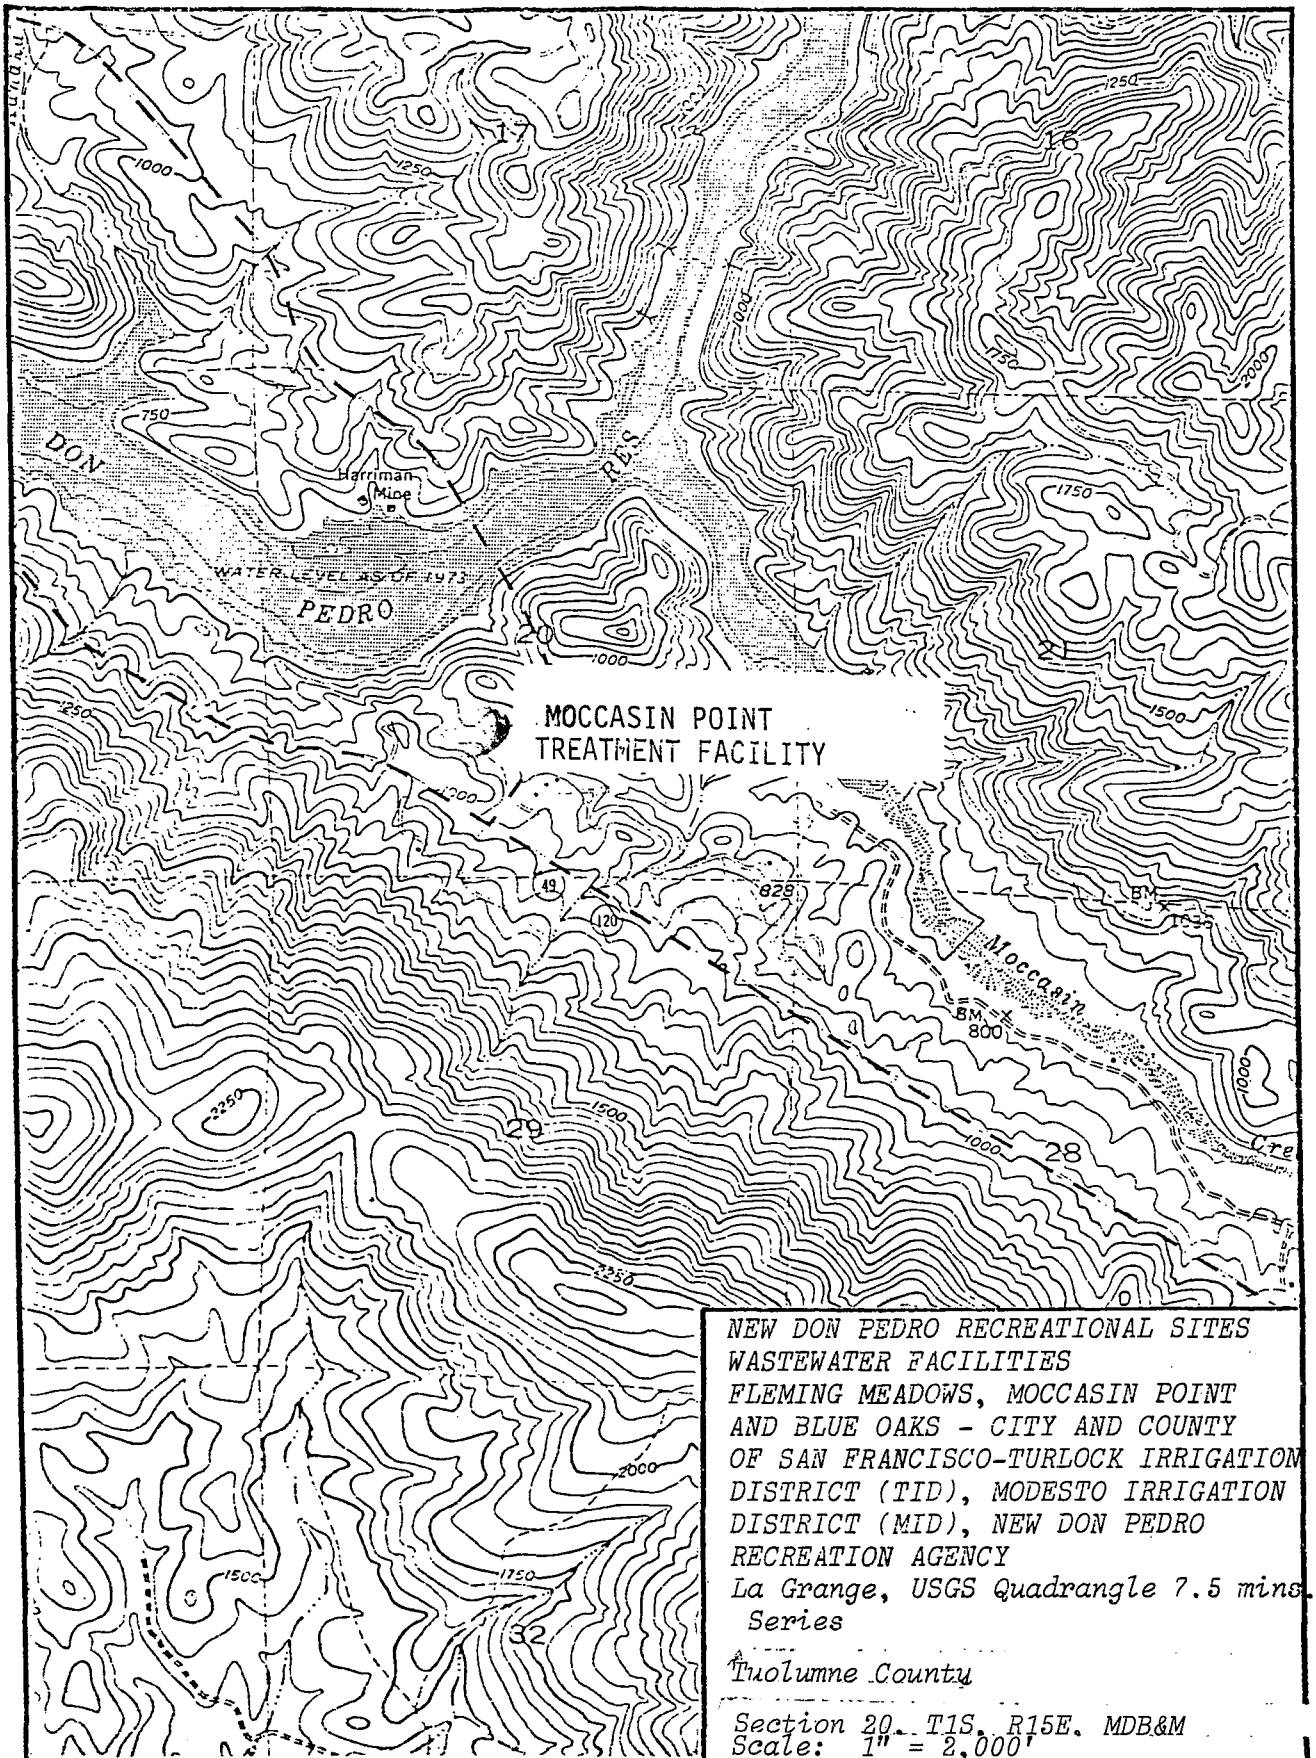 1250
17
16
1000
1250
1000
1750
2000
750
DON
RES
Harriman
Mine
1750
WATER LEVEL AS OF 1973
PEDRO
20
1000
21
1250
1500
MOCCASIN POINT
TREATMENT FACILITY
49
828
BM
120
Moccasin
BM
800
1000
2250
1500
29
1000
28
2250
2000
1500
1750
32
NEW DON PEDRO RECREATIONAL SITES
WASTEWATER FACILITIES
FLEMING MEADOWS, MOCCASIN POINT
AND BLUE OAKS - CITY AND COUNTY
OF SAN FRANCISCO-TURLOCK IRRIGATION
DISTRICT (TID), MODESTO IRRIGATION
DISTRICT (MID), NEW DON PEDRO
RECREATION AGENCY
La Grange, USGS Quadrangle 7.5 mins.
Series
Tuolumne County
Section 20, T1S, R15E, MDB&M
Scale: 1" = 2,000'